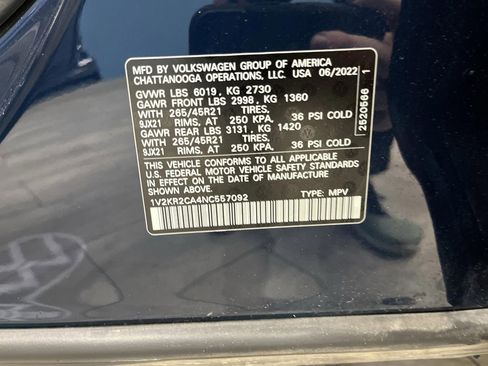 MFD BY VOLKSWAGEN GROUP OF AMERICA
CHATTANOOGA OPERATIONS, LLC. USA 06/2022
GVWR LBS 6019, KG 2730
GAWR FRONT LBS 2998, KG 1360
WITH 265/45R21 TIRES.
9JX21 RIMS. AT 250 KPA. 36 PSI COLD
GAWR REAR LBS 3131, KG 1420
WITH 265/45R21 TIRES.
9JX21 RIMS. AT 250 KPA. 36 PSI COLD
THIS VEHICLE CONFORMS TO ALL APPLICABLE
U.S. FEDERAL MOTOR VEHICLE SAFETY STANDARDS
IN EFFECT ON THE DATE OF MANUFACTURE
SHOWN ABOVE.
1V2KR2CA4NC557092 TYPE: MPV
2520566 1